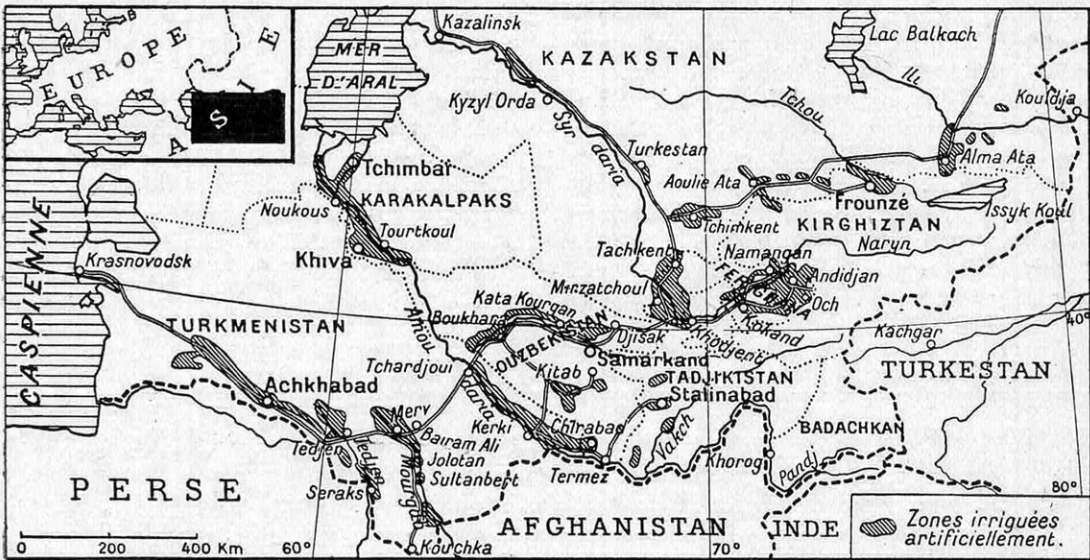 EUROPE
ASIE
MER
D'ARAL
Kazalinsk
KAZAKSTAN
Lac Balkach
Ili
Kouldja
Kyzyl Orda
Syr
daria
Tchou
Turkestan
Alma Ata
Aoulie Ata
Tchimbaï
Noukous
KARAKALPAKS
Tchimkent
Frounzé
Issyk Koul
KIRGHIZTAN
Naryn
Tourtkoul
Khiva
Tachkent
Namangan
CASPIENNE
Krasnovodsk
Andidjan
FERGHANA
Och
Mirzatchoul
Kata Kourgan
Boukhara
Kokand
40°
Amou
daria
TURKMENISTAN
OUZBEKISTAN
Djisak
Khodjent
Kachgar
Samarkand
Tchardjoui
Kitab
TADJIKISTAN
TURKESTAN
Stalinabad
Achkhabad
Merv
Kerki
Chirabad
Vakch
BADACHKAN
Bairam Ali
Tedjen
Tedjen
Jolotan
Khorog
Pandj
Mourgab
Sultanbert
Termez
Seraks
PERSE
80°
AFGHANISTAN
INDE
Zones irriguées
artificiellement.
0 200 400 Km
60°
Kouchka
70°